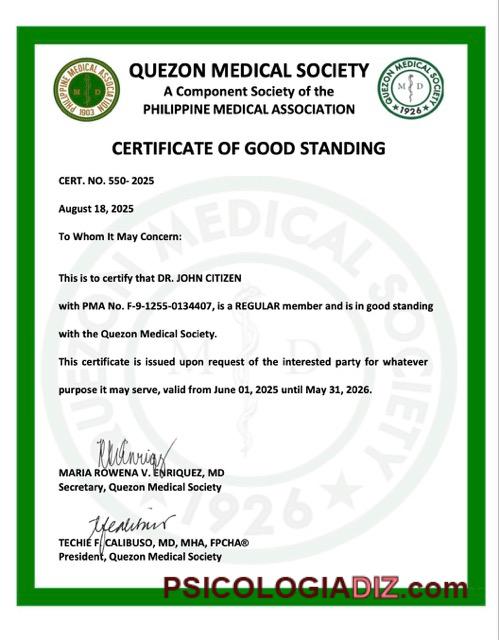 PHILIPPINE MEDICAL ASSOCIATION
M D
1903
QUEZON MEDICAL SOCIETY
A Component Society of the
PHILIPPINE MEDICAL ASSOCIATION
QUEZON MEDICAL SOCIETY
M D
1926
CERTIFICATE OF GOOD STANDING
CERT. NO. 550- 2025
August 18, 2025
To Whom It May Concern:
This is to certify that DR. JOHN CITIZEN
with PMA No. F-9-1255-0134407, is a REGULAR member and is in good standing
with the Quezon Medical Society.
This certificate is issued upon request of the interested party for whatever
purpose it may serve, valid from June 01, 2025 until May 31, 2026.
QUEZON MEDICAL SOCIETY
M D
1926
MARIA ROWENA V. ENRIQUEZ, MD
Secretary, Quezon Medical Society
TECHIE F. CALIBUSO, MD, MHA, FPCHA®
President, Quezon Medical Society
PSICOLOGIADIZ.com